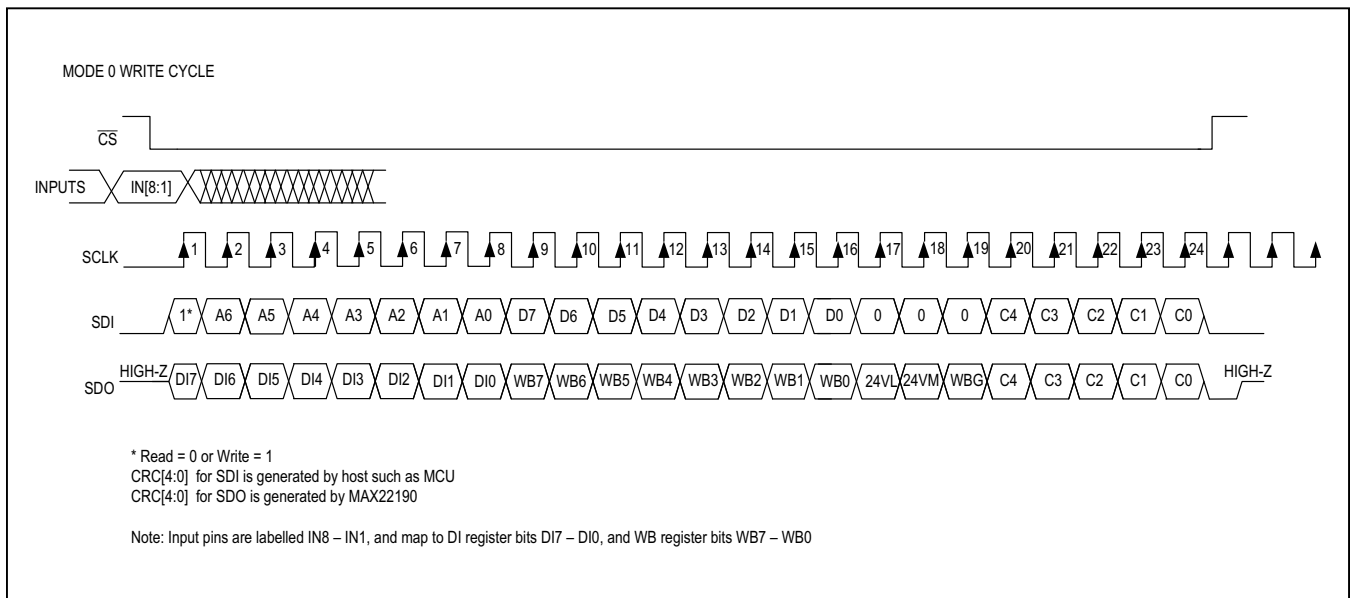 MODE 0 WRITE CYCLE
CS
INPUTS IN[8:1]
SCLK 1 2 3 4 5 6 7 8 9 10 11 12 13 14 15 16 17 18 19 20 21 22 23 24
SDI 1* A6 A5 A4 A3 A2 A1 A0 D7 D6 D5 D4 D3 D2 D1 D0 0 0 0 C4 C3 C2 C1 C0
SDO HIGH-Z DI7 DI6 DI5 DI4 DI3 DI2 DI1 DI0 WB7 WB6 WB5 WB4 WB3 WB2 WB1 WB0 24VL 24VM WBG C4 C3 C2 C1 C0 HIGH-Z
* Read = 0 or Write = 1
CRC[4:0] for SDI is generated by host such as MCU
CRC[4:0] for SDO is generated by MAX22190
Note: Input pins are labelled IN8 – IN1, and map to DI register bits DI7 – DI0, and WB register bits WB7 – WB0